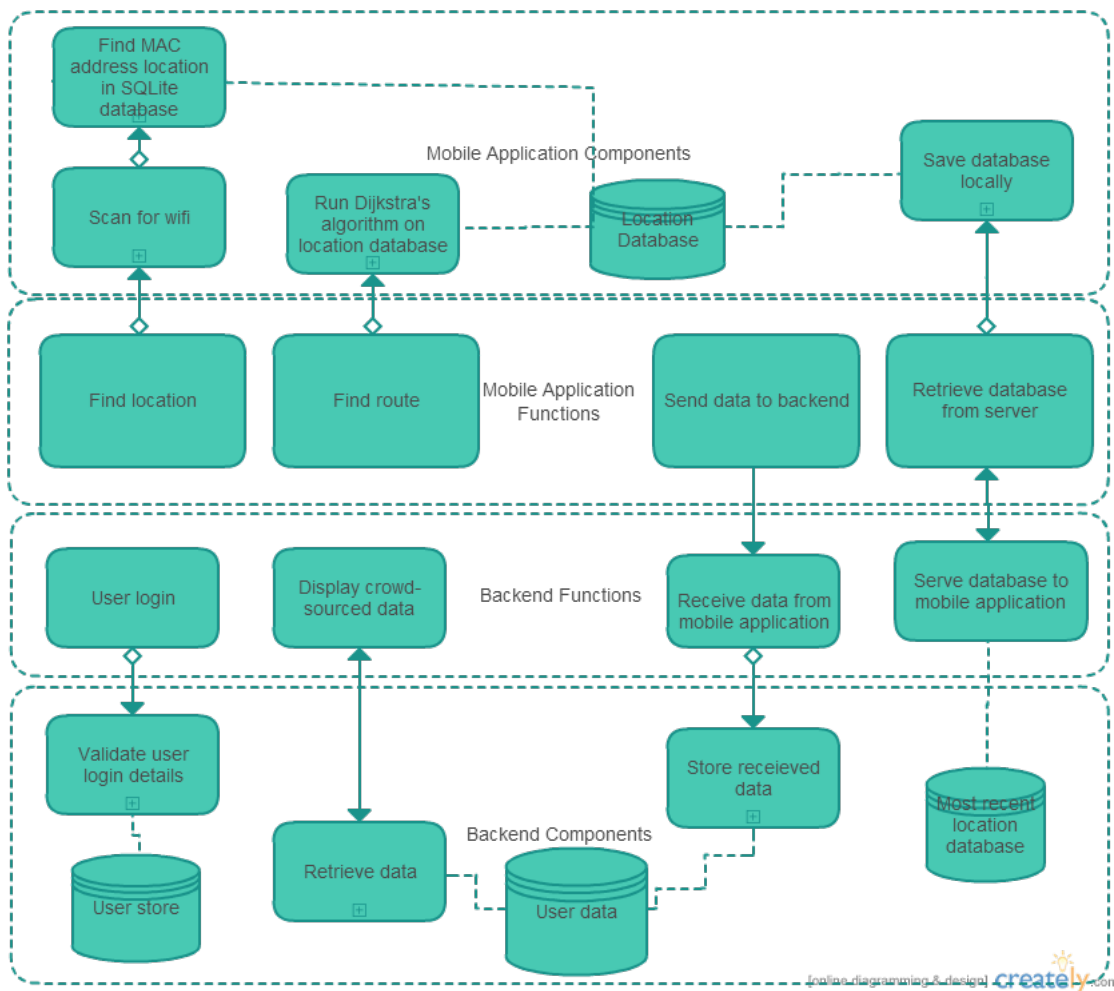 Find MAC
address location
in SQLite
database
Mobile Application Components
Save database
locally
Scan for wifi
Run Dijkstra's
algorithm on
location database
Location
Database
Find location
Find route
Mobile Application
Functions
Send data to backend
Retrieve database
from server
User login
Display crowd-
sourced data
Backend Functions
Receive data from
mobile application
Serve database to
mobile application
Validate user
login details
Store receieved
data
Most recent
location
database
Backend Components
Retrieve data
User store
User data
[online diagramming & design] creately.com